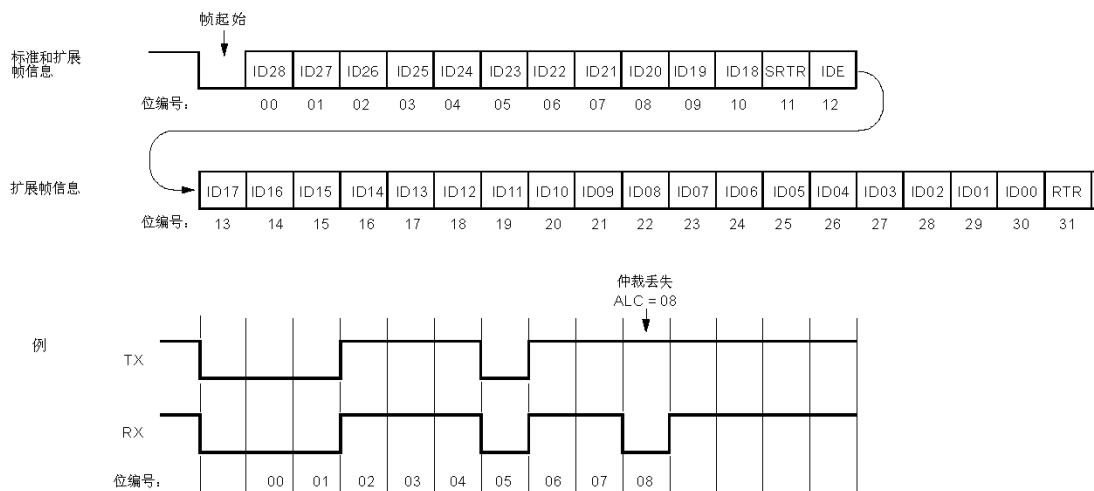 帧起始
标准和扩展
帧信息
ID28 ID27 ID26 ID25 ID24 ID23 ID22 ID21 ID20 ID19 ID18 SRTR IDE
位编号： 00 01 02 03 04 05 06 07 08 09 10 11 12
扩展帧信息
ID17 ID16 ID15 ID14 ID13 ID12 ID11 ID10 ID09 ID08 ID07 ID06 ID05 ID04 ID03 ID02 ID01 ID00 RTR
位编号： 13 14 15 16 17 18 19 20 21 22 23 24 25 26 27 28 29 30 31
仲裁丢失
ALC = 08
例
TX
RX
位编号： 00 01 02 03 04 05 06 07 08